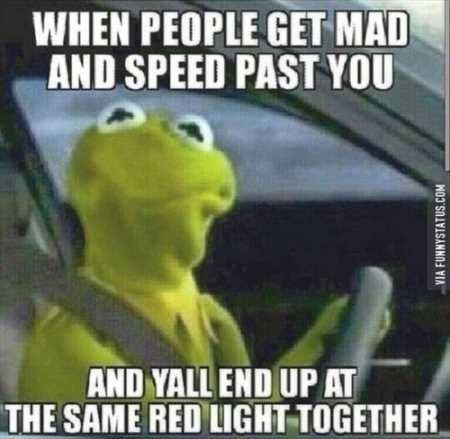 WHEN PEOPLE GET MAD
AND SPEED PAST YOU
VIA FUNNYSTATUS.COM
AND YALL END UP AT
THE SAME RED LIGHT TOGETHER